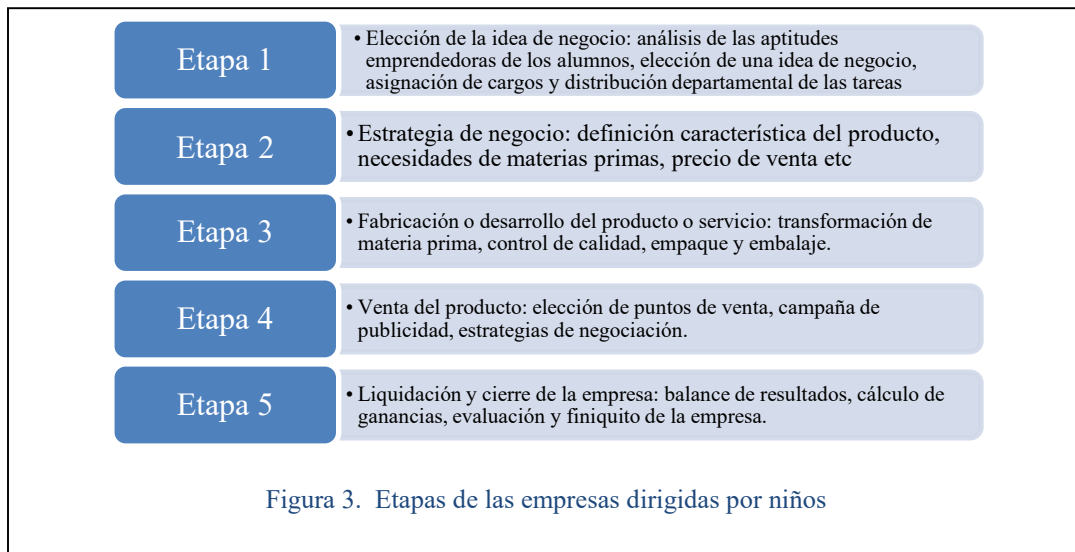 Etapa 1
• Elección de la idea de negocio: análisis de las aptitudes
emprendedoras de los alumnos, elección de una idea de negocio,
asignación de cargos y distribución departamental de las tareas
Etapa 2
• Estrategia de negocio: definición característica del producto,
necesidades de materias primas, precio de venta etc
Etapa 3
• Fabricación o desarrollo del producto o servicio: transformación de
materia prima, control de calidad, empaque y embalaje.
Etapa 4
• Venta del producto: elección de puntos de venta, campaña de
publicidad, estrategias de negociación.
Etapa 5
• Liquidación y cierre de la empresa: balance de resultados, cálculo de
ganancias, evaluación y finiquito de la empresa.
Figura 3. Etapas de las empresas dirigidas por niños